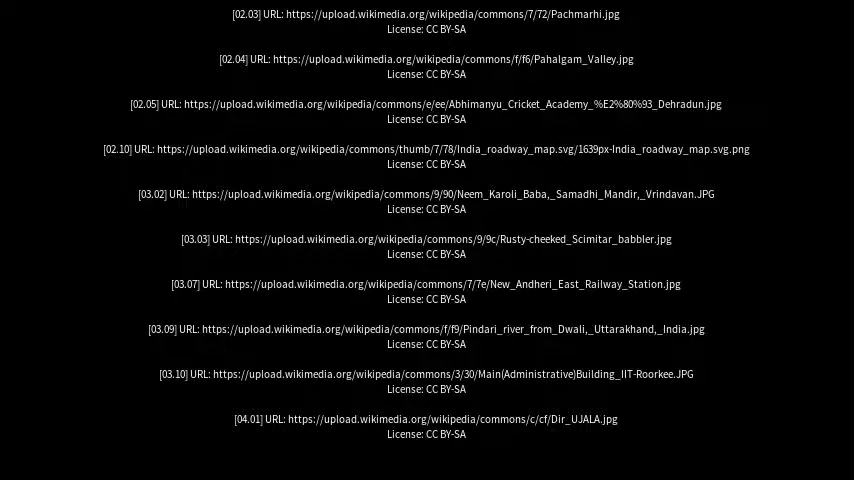 [02.03] URL: https://upload.wikimedia.org/wikipedia/commons/7/72/Pachmarhi.jpg
License: CC BY-SA
[02.04] URL: https://upload.wikimedia.org/wikipedia/commons/f/f6/Pahalgam_Valley.jpg
License: CC BY-SA
[02.05] URL: https://upload.wikimedia.org/wikipedia/commons/e/ee/Abhimanyu_Cricket_Academy_%E2%80%93_Dehradun.jpg
License: CC BY-SA
[02.10] URL: https://upload.wikimedia.org/wikipedia/commons/thumb/7/78/India_roadway_map.svg/1639px-India_roadway_map.svg.png
License: CC BY-SA
[03.02] URL: https://upload.wikimedia.org/wikipedia/commons/9/90/Neem_Karoli_Baba,_Samadhi_Mandir,_Vrindavan.JPG
License: CC BY-SA
[03.03] URL: https://upload.wikimedia.org/wikipedia/commons/9/9c/Rusty-cheeked_Scimitar_babbler.jpg
License: CC BY-SA
[03.07] URL: https://upload.wikimedia.org/wikipedia/commons/7/7e/New_Andheri_East_Railway_Station.jpg
License: CC BY-SA
[03.09] URL: https://upload.wikimedia.org/wikipedia/commons/f/f9/Pindari_river_from_Dwali,_Uttarakhand,_India.jpg
License: CC BY-SA
[03.10] URL: https://upload.wikimedia.org/wikipedia/commons/3/30/Main(Administrative)Building_IIT-Roorkee.JPG
License: CC BY-SA
[04.01] URL: https://upload.wikimedia.org/wikipedia/commons/c/cf/Dir_UJALA.jpg
License: CC BY-SA